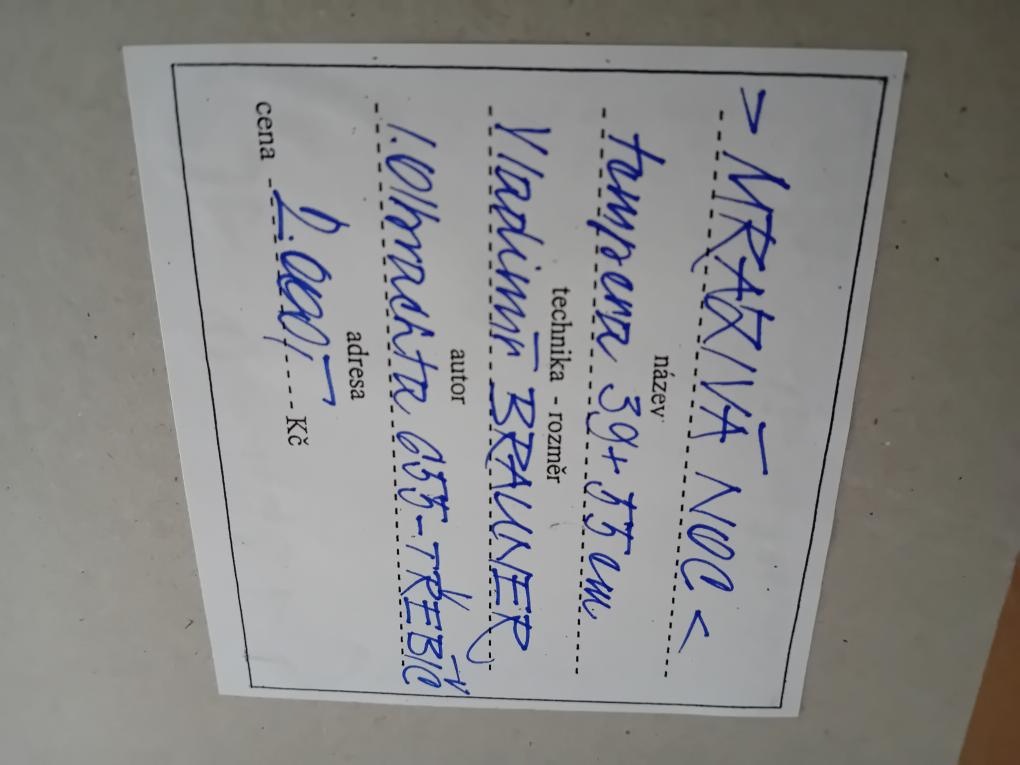 > MRAZIVÁ NOC <
název
tempera 39+55 cm
technika - rozměr
Vladimír BRAUNER
autor
I. Olbrachta 655 - TŘEBÍČ
adresa
cena 2.000,- Kč